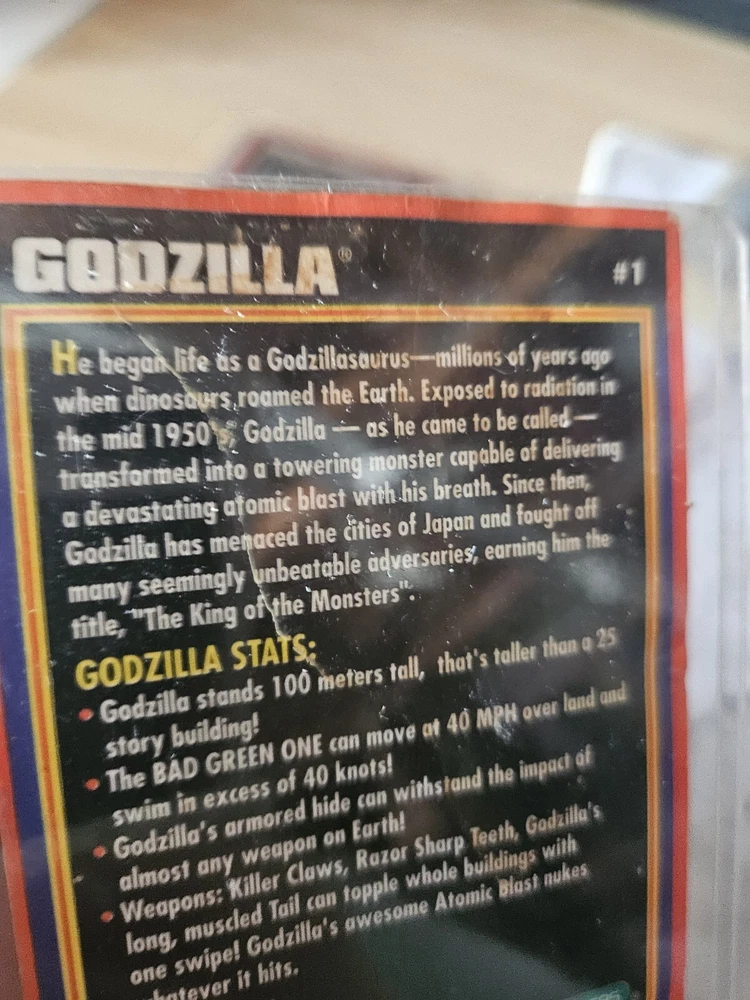 GODZILLA®
#1
He began life as a Godzillasaurus—millions of years ago
when dinosaurs roamed the Earth. Exposed to radiation in
the mid 1950's, Godzilla — as he came to be called —
transformed into a towering monster capable of delivering
a devastating atomic blast with his breath. Since then,
Godzilla has menaced the cities of Japan and fought off
many seemingly unbeatable adversaries, earning him the
title, "The King of the Monsters".
GODZILLA STATS:
• Godzilla stands 100 meters tall, that's taller than a 25
story building!
• The BAD GREEN ONE can move at 40 MPH over land and
swim in excess of 40 knots!
• Godzilla's armored hide can withstand the impact of
almost any weapon on Earth!
• Weapons: Killer Claws, Razor Sharp Teeth, Godzilla's
long, muscled Tail can topple whole buildings with
one swipe! Godzilla's awesome Atomic Blast nukes
whatever it hits.